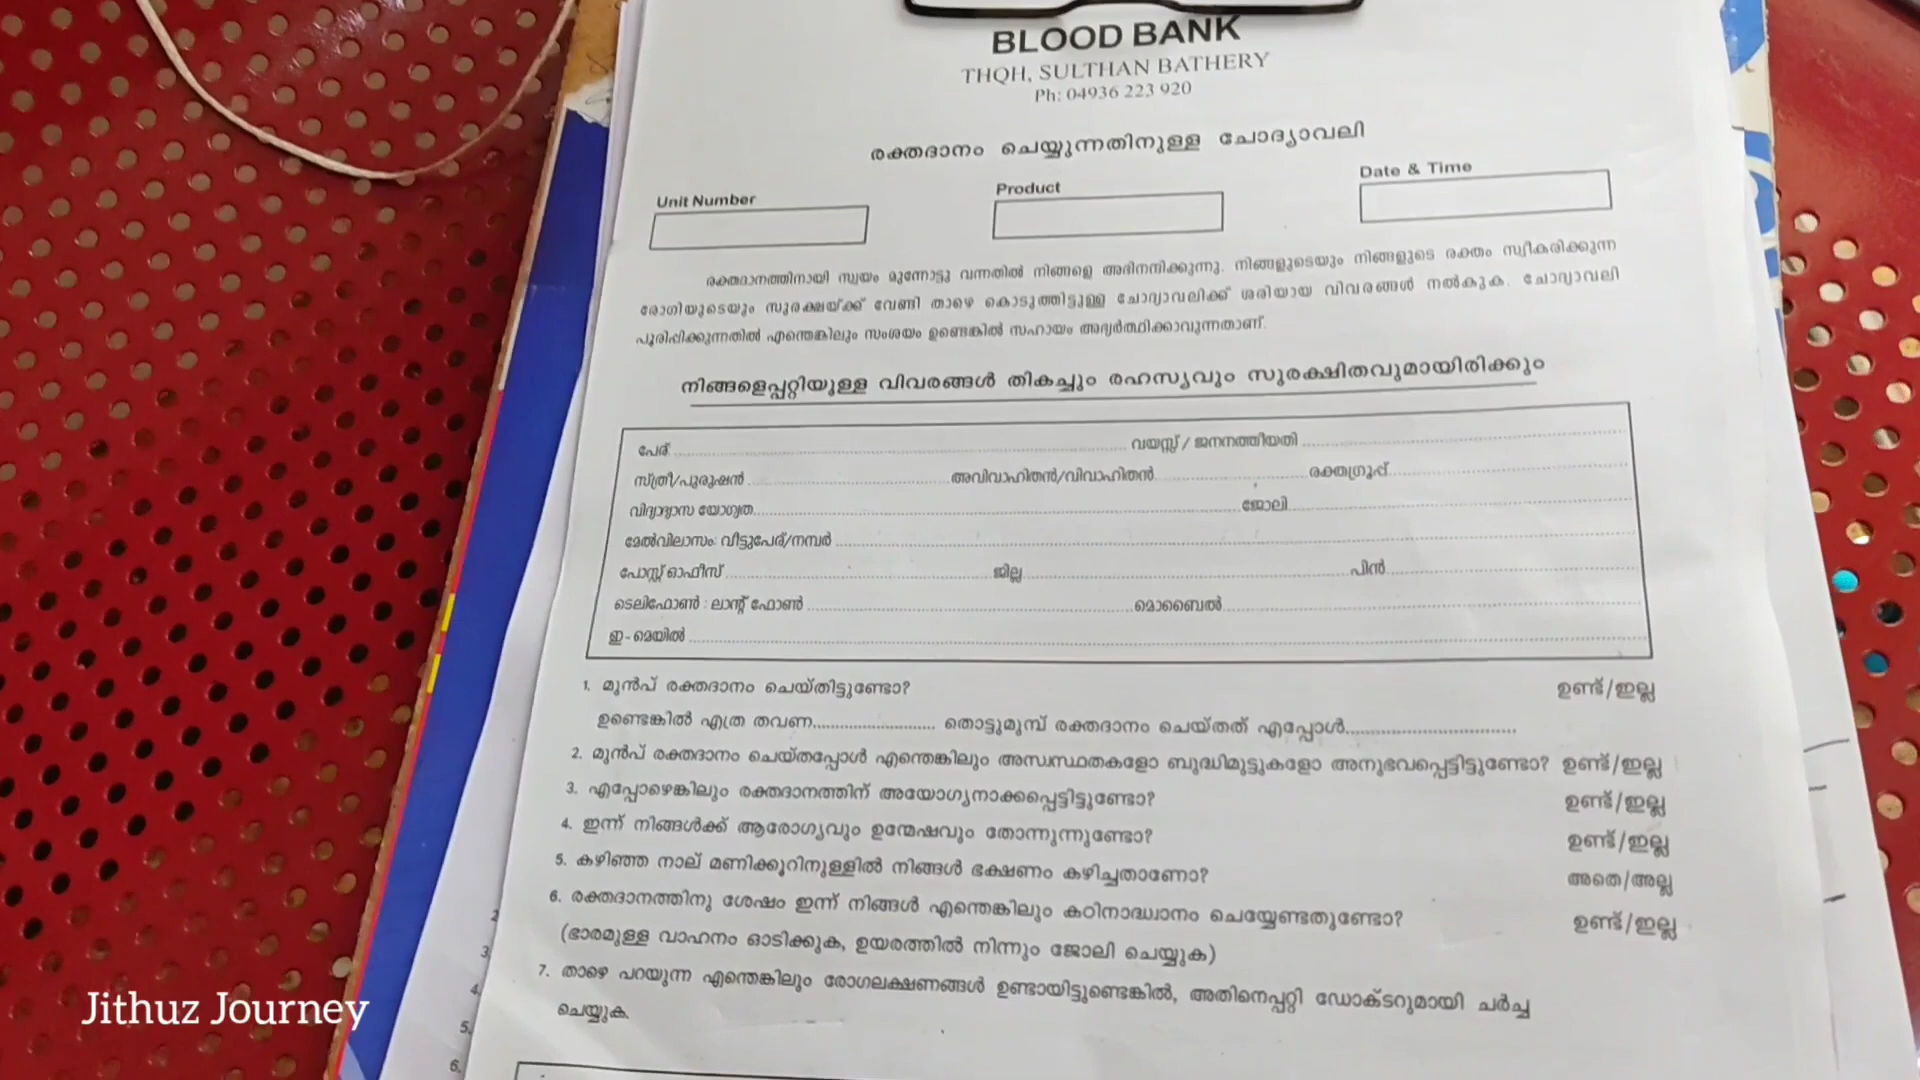 BLOOD BANK
THQH, SULTHAN BATHERY
Ph: 04936 223 920
രക്തദാനം ചെയ്യുന്നതിനുള്ള ചോദ്യാവലി
Unit Number Product Date & Time
രക്തദാനത്തിനായി സ്വയം മുന്നോട്ടു വന്നതിൽ നിങ്ങളെ അഭിനന്ദിക്കുന്നു. നിങ്ങളുടെയും നിങ്ങളുടെ രക്തം സ്വീകരിക്കുന്ന
രോഗിയുടെയും സുരക്ഷയ്ക്ക് വേണ്ടി താഴെ കൊടുത്തിട്ടുള്ള ചോദ്യാവലിക്ക് ശരിയായ വിവരങ്ങൾ നൽകുക. ചോദ്യാവലി
പൂരിപ്പിക്കുന്നതിൽ എന്തെങ്കിലും സംശയം ഉണ്ടെങ്കിൽ സഹായം അഭ്യർത്ഥിക്കാവുന്നതാണ്.
നിങ്ങളെപ്പറ്റിയുള്ള വിവരങ്ങൾ തികച്ചും രഹസ്യവും സുരക്ഷിതവുമായിരിക്കും
പേര്.......... വയസ്സ് / ജനനത്തീയതി ..........
സ്ത്രീ/പുരുഷൻ..........അവിവാഹിതൻ/വിവാഹിതൻ..........രക്തഗ്രൂപ്പ്..........
വിദ്യാഭ്യാസ യോഗ്യത..........ജോലി..........
മേൽവിലാസം: വീട്ടുപേര്/നമ്പർ ..........
പോസ്റ്റ് ഓഫീസ് ..........ജില്ല..........പിൻ..........
ടെലിഫോൺ : ലാന്റ് ഫോൺ ..........മൊബൈൽ..........
ഇ-മെയിൽ ..........
1. മുൻപ് രക്തദാനം ചെയ്തിട്ടുണ്ടോ? ഉണ്ട്/ഇല്ല
ഉണ്ടെങ്കിൽ എത്ര തവണ.......... തൊട്ടുമുമ്പ് രക്തദാനം ചെയ്തത് എപ്പോൾ..........
2. മുൻപ് രക്തദാനം ചെയ്തപ്പോൾ എന്തെങ്കിലും അസ്വസ്ഥതകളോ ബുദ്ധിമുട്ടുകളോ അനുഭവപ്പെട്ടിട്ടുണ്ടോ? ഉണ്ട്/ഇല്ല
3. എപ്പോഴെങ്കിലും രക്തദാനത്തിന് അയോഗ്യനാക്കപ്പെട്ടിട്ടുണ്ടോ? ഉണ്ട്/ഇല്ല
4. ഇന്ന് നിങ്ങൾക്ക് ആരോഗ്യവും ഉന്മേഷവും തോന്നുന്നുണ്ടോ? ഉണ്ട്/ഇല്ല
5. കഴിഞ്ഞ നാല് മണിക്കൂറിനുള്ളിൽ നിങ്ങൾ ഭക്ഷണം കഴിച്ചതാണോ? അതെ/അല്ല
6. രക്തദാനത്തിനു ശേഷം ഇന്ന് നിങ്ങൾ എന്തെങ്കിലും കഠിനാദ്ധ്വാനം ചെയ്യേണ്ടതുണ്ടോ? ഉണ്ട്/ഇല്ല
(ഭാരമുള്ള വാഹനം ഓടിക്കുക, ഉയരത്തിൽ നിന്നും ജോലി ചെയ്യുക)
7. താഴെ പറയുന്ന എന്തെങ്കിലും രോഗലക്ഷണങ്ങൾ ഉണ്ടായിട്ടുണ്ടെങ്കിൽ, അതിനെപ്പറ്റി ഡോക്ടറുമായി ചർച്ച
ചെയ്യുക.
2
3.
4.
5.
6.
Jithuz Journey